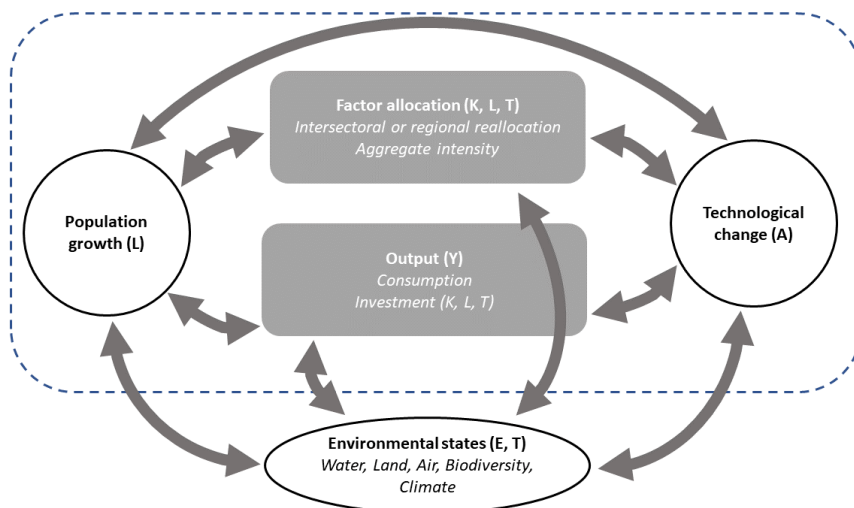 Factor allocation (K, L, T)
Intersectoral or regional reallocation
Aggregate intensity
Population
growth (L)
Technological
change (A)
Output (Y)
Consumption
Investment (K, L, T)
Environmental states (E, T)
Water, Land, Air, Biodiversity,
Climate